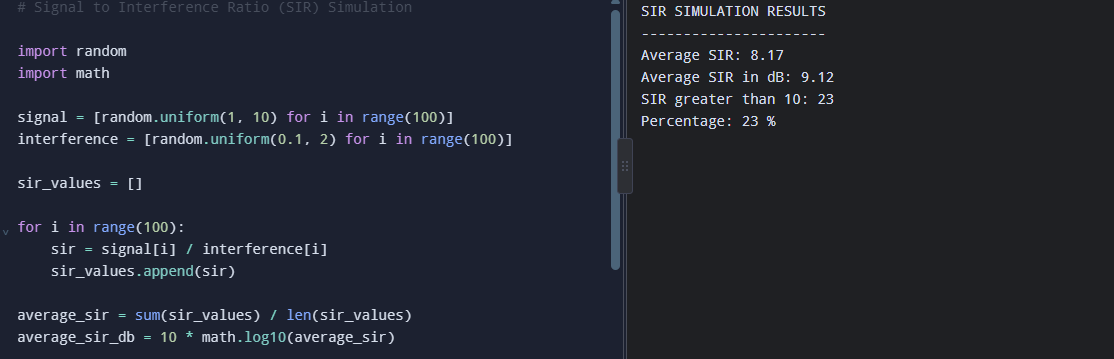 # Signal to Interference Ratio (SIR) Simulation
import random
import math
signal = [random.uniform(1, 10) for i in range(100)]
interference = [random.uniform(0.1, 2) for i in range(100)]
sir_values = []
for i in range(100):
    sir = signal[i] / interference[i]
    sir_values.append(sir)
average_sir = sum(sir_values) / len(sir_values)
average_sir_db = 10 * math.log10(average_sir)
SIR SIMULATION RESULTS
----------------------
Average SIR: 8.17
Average SIR in dB: 9.12
SIR greater than 10: 23
Percentage: 23 %